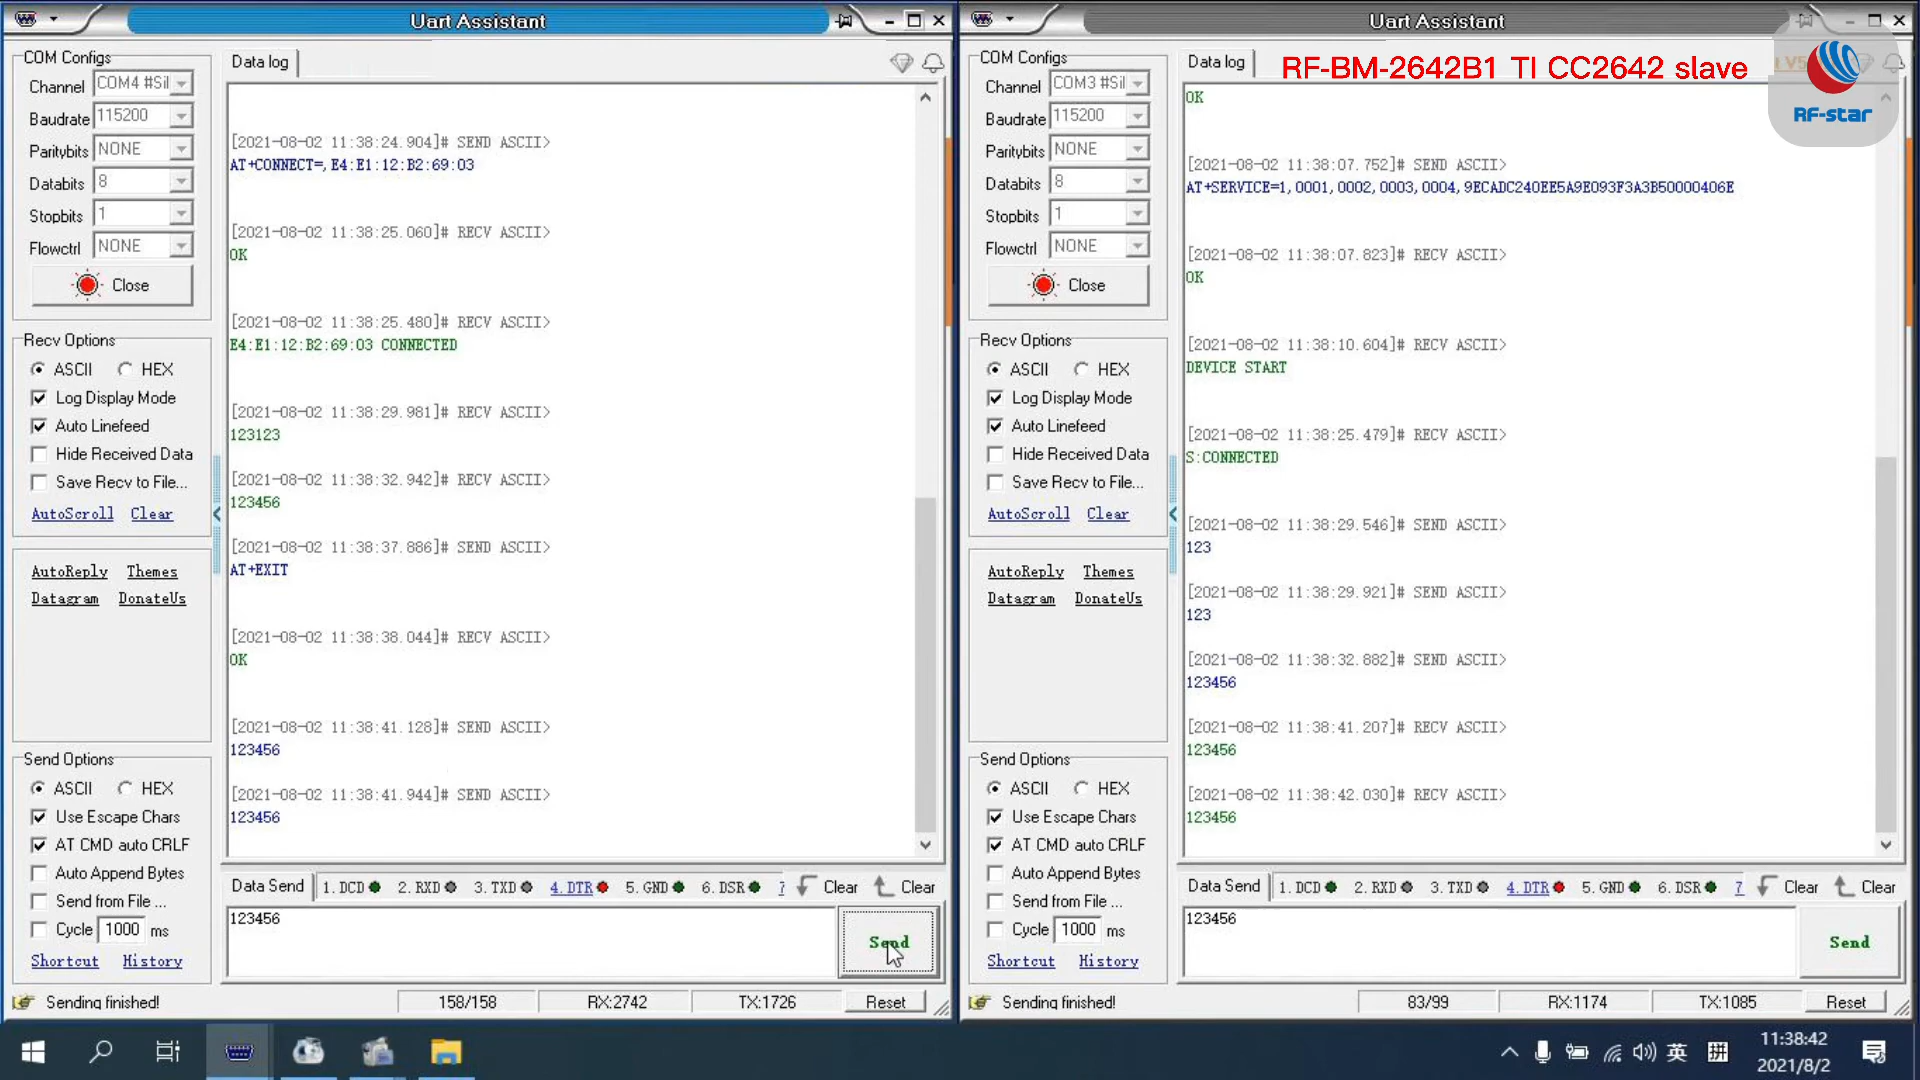 Uart Assistant
COM Configs
Channel COM4 #Sil
Baudrate 115200
Paritybits NONE
Databits 8
Stopbits 1
Flowctrl NONE
Close
Recv Options
ASCII HEX
Log Display Mode
Auto Linefeed
Hide Received Data
Save Recv to File...
AutoScroll Clear
AutoReply Themes
Datagram DonateUs
Send Options
ASCII HEX
Use Escape Chars
AT CMD auto CRLF
Auto Append Bytes
Send from File ...
Cycle 1000 ms
Shortcut History
Data log
[2021-08-02 11:38:24.904]# SEND ASCII>
AT+CONNECT=,E4:E1:12:B2:69:03
[2021-08-02 11:38:25.060]# RECV ASCII>
OK
[2021-08-02 11:38:25.480]# RECV ASCII>
E4:E1:12:B2:69:03 CONNECTED
[2021-08-02 11:38:29.981]# RECV ASCII>
123123
[2021-08-02 11:38:32.942]# RECV ASCII>
123456
[2021-08-02 11:38:37.886]# SEND ASCII>
AT+EXIT
[2021-08-02 11:38:38.044]# RECV ASCII>
OK
[2021-08-02 11:38:41.128]# SEND ASCII>
123456
[2021-08-02 11:38:41.944]# SEND ASCII>
123456
Data Send 1.DCD 2.RXD 3.TXD 4.DTR 5.GND 6.DSR ? Clear Clear
123456
Send
Sending finished! 158/158 RX:2742 TX:1726 Reset
Uart Assistant
RF-BM-2642B1 TI CC2642 slave
RF-star
COM Configs
Channel COM3 #Sil
Baudrate 115200
Paritybits NONE
Databits 8
Stopbits 1
Flowctrl NONE
Close
Recv Options
ASCII HEX
Log Display Mode
Auto Linefeed
Hide Received Data
Save Recv to File...
AutoScroll Clear
AutoReply Themes
Datagram DonateUs
Send Options
ASCII HEX
Use Escape Chars
AT CMD auto CRLF
Auto Append Bytes
Send from File ...
Cycle 1000 ms
Shortcut History
Data log
OK
[2021-08-02 11:38:07.752]# SEND ASCII>
AT+SERVICE=1,0001,0002,0003,0004,9ECADC240EE5A9E093F3A3B50000406E
[2021-08-02 11:38:07.823]# RECV ASCII>
OK
[2021-08-02 11:38:10.604]# RECV ASCII>
DEVICE START
[2021-08-02 11:38:25.479]# RECV ASCII>
S:CONNECTED
[2021-08-02 11:38:29.546]# SEND ASCII>
123
[2021-08-02 11:38:29.921]# SEND ASCII>
123
[2021-08-02 11:38:32.882]# SEND ASCII>
123456
[2021-08-02 11:38:41.207]# RECV ASCII>
123456
[2021-08-02 11:38:42.030]# RECV ASCII>
123456
Data Send 1.DCD 2.RXD 3.TXD 4.DTR 5.GND 6.DSR 7 Clear Clear
123456
Send
Sending finished! 83/99 RX:1174 TX:1085 Reset
英 拼
11:38:42
2021/8/2